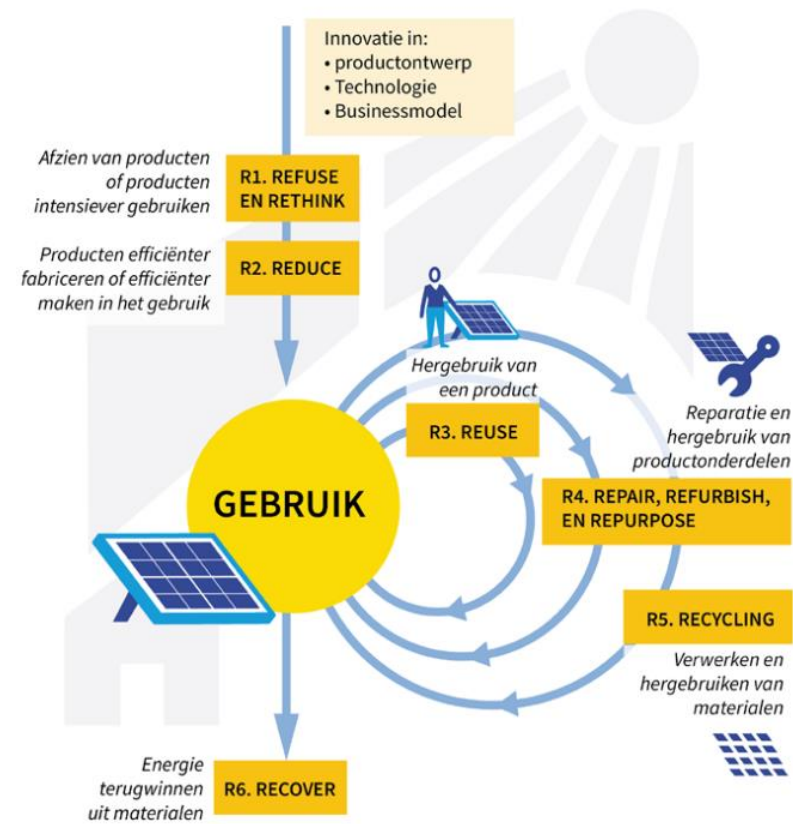 Innovatie in:
• productontwerp
• Technologie
• Businessmodel
Afzien van producten
of producten
intensiever gebruiken
R1. REFUSE
EN RETHINK
Producten efficiënter
fabriceren of efficiënter
maken in het gebruik
R2. REDUCE
Hergebruik van
een product
R3. REUSE
Reparatie en
hergebruik van
productonderdelen
R4. REPAIR, REFURBISH,
EN REPURPOSE
GEBRUIK
R5. RECYCLING
Verwerken en
hergebruiken van
materialen
Energie
terugwinnen
uit materialen
R6. RECOVER